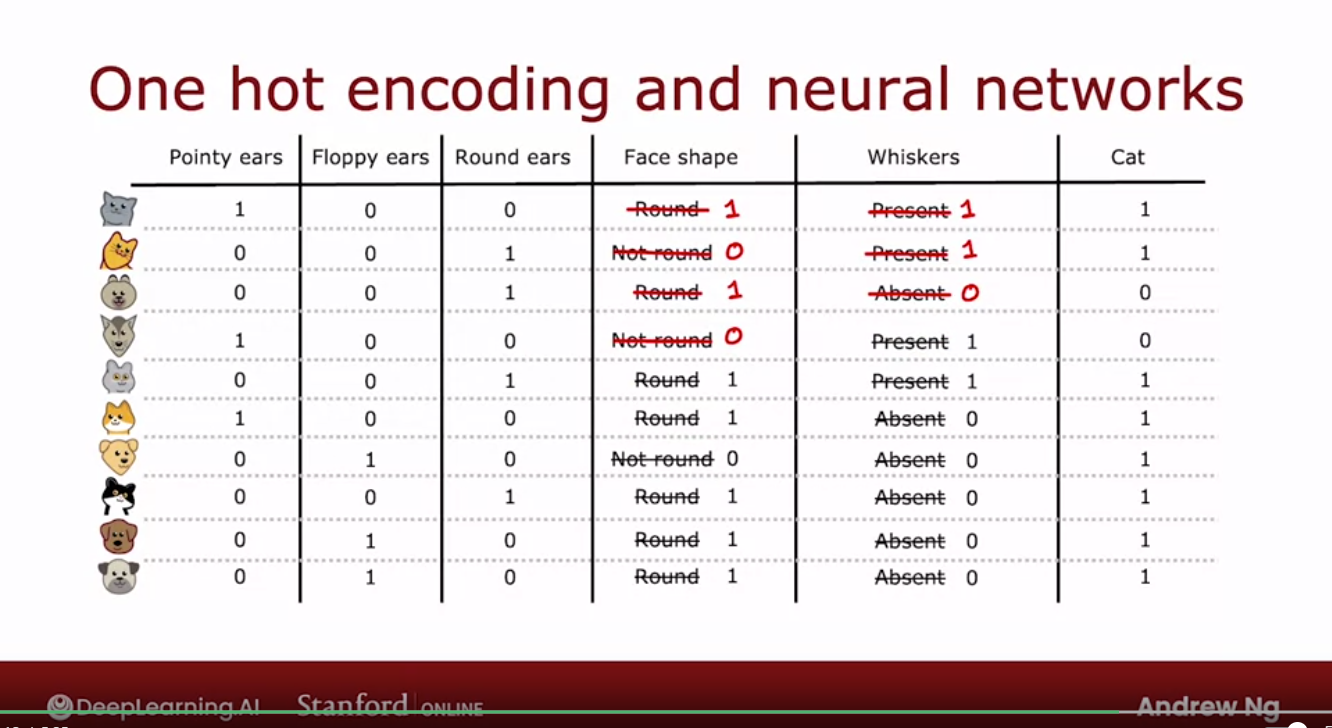 One hot encoding and neural networks
Pointy ears Floppy ears Round ears Face shape Whiskers Cat
1 0 0 Round 1 Present 1 1
0 0 1 Not round 0 Present 1 1
0 0 1 Round 1 Absent 0 0
1 0 0 Not round 0 Present 1 0
0 0 1 Round 1 Present 1 1
1 0 0 Round 1 Absent 0 1
0 1 0 Not round 0 Absent 0 1
0 0 1 Round 1 Absent 0 1
0 1 0 Round 1 Absent 0 1
0 1 0 Round 1 Absent 0 1
DeepLearning.AI Stanford ONLINE Andrew Ng